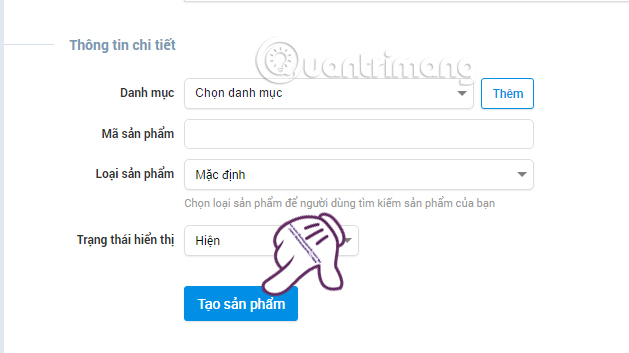 Thông tin chi tiết
Quantrimang
Danh mục
Chọn danh mục
Thêm
Mã sản phẩm
Loại sản phẩm
Mặc định
Chọn loại sản phẩm để người dùng tìm kiếm sản phẩm của bạn
Trạng thái hiển thị
Hiện
Tạo sản phẩm